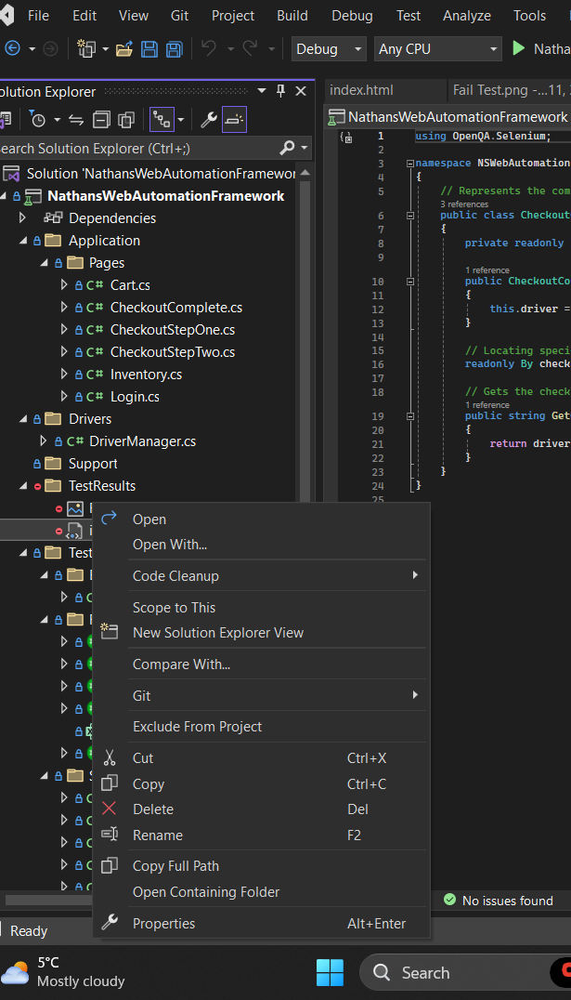 File Edit View Git Project Build Debug Test Analyze Tools
Debug Any CPU Natha
olution Explorer
index.html Fail Test.png -...11,
earch Solution Explorer (Ctrl+;)
NathansWebAutomationFramework
Solution 'NathansWebAutomationFramewor
NathansWebAutomationFramework
Dependencies
Application
Pages
Cart.cs
CheckoutComplete.cs
CheckoutStepOne.cs
CheckoutStepTwo.cs
Inventory.cs
Login.cs
Drivers
DriverManager.cs
Support
TestResults
Test
1 using OpenQA.Selenium;
2
3 namespace NSWebAutomation
4 {
5 // Represents the com
3 references
6 public class Checkout
7 {
8 private readonly
9
1 reference
10 public CheckoutCo
11 {
12 this.driver =
13 }
14
15 // Locating speci
16 readonly By check
17
18 // Gets the check
1 reference
19 public string Get
20 {
21 return driver
22 }
23 }
24 }
25
Open
Open With...
Code Cleanup
Scope to This
New Solution Explorer View
Compare With...
Git
Exclude From Project
Cut Ctrl+X
Copy Ctrl+C
Delete Del
Rename F2
Copy Full Path
Open Containing Folder
Properties Alt+Enter
No issues found
Ready
5°C
Mostly cloudy
Search